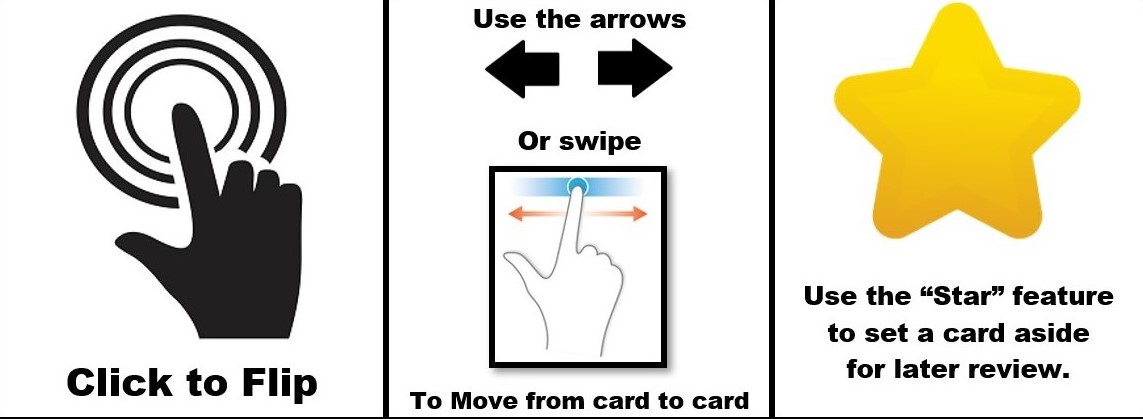 Click to Flip
Use the arrows
Or swipe
To Move from card to card
Use the “Star” feature
to set a card aside
for later review.